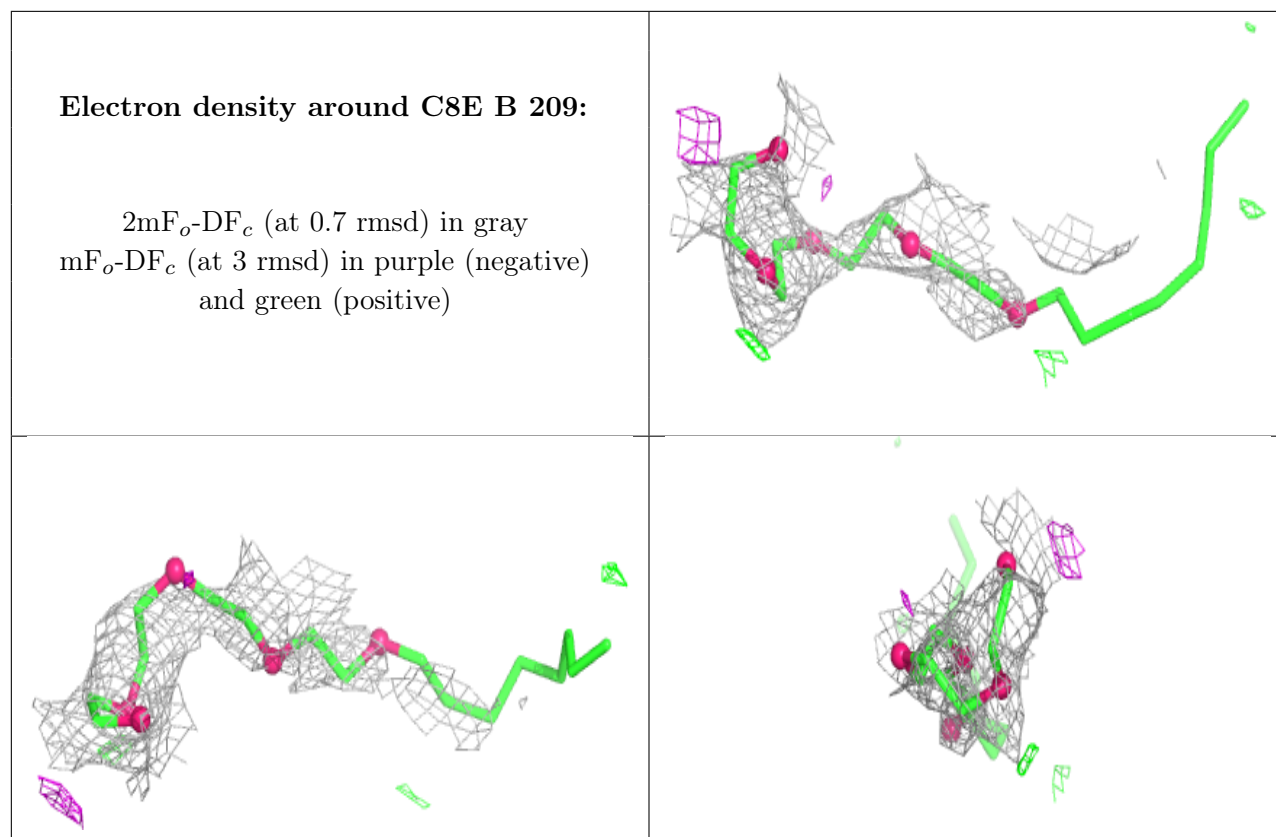 Electron density around C8E B 209:
2mFo-DFc (at 0.7 rmsd) in gray
mFo-DFc (at 3 rmsd) in purple (negative)
and green (positive)